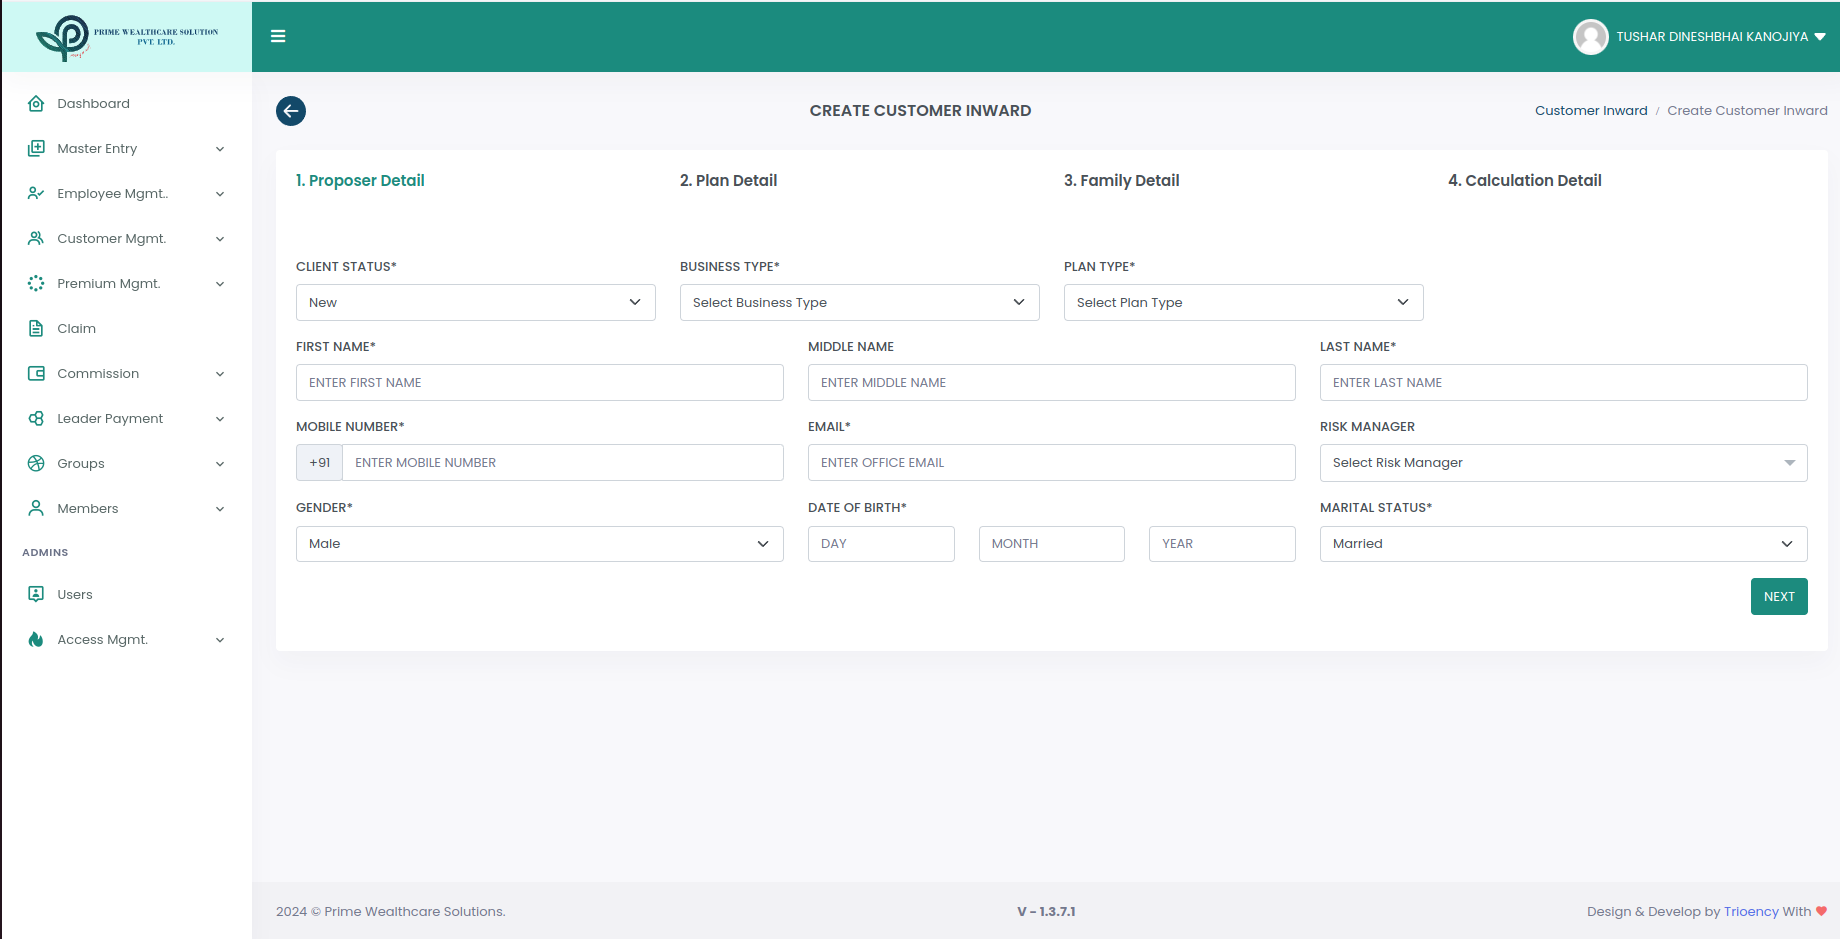 PRIME WEALTHCARE SOLUTION
PVT. LTD.
TUSHAR DINESHBHAI KANOJIYA
Dashboard
Master Entry
Employee Mgmt..
Customer Mgmt.
Premium Mgmt.
Claim
Commission
Leader Payment
Groups
Members
ADMINS
Users
Access Mgmt.
CREATE CUSTOMER INWARD
Customer Inward / Create Customer Inward
1. Proposer Detail
2. Plan Detail
3. Family Detail
4. Calculation Detail
CLIENT STATUS*
New
BUSINESS TYPE*
Select Business Type
PLAN TYPE*
Select Plan Type
FIRST NAME*
ENTER FIRST NAME
MIDDLE NAME
ENTER MIDDLE NAME
LAST NAME*
ENTER LAST NAME
MOBILE NUMBER*
+91 ENTER MOBILE NUMBER
EMAIL*
ENTER OFFICE EMAIL
RISK MANAGER
Select Risk Manager
GENDER*
Male
DATE OF BIRTH*
DAY MONTH YEAR
MARITAL STATUS*
Married
NEXT
2024 © Prime Wealthcare Solutions.
V - 1.3.7.1
Design & Develop by Trioency With